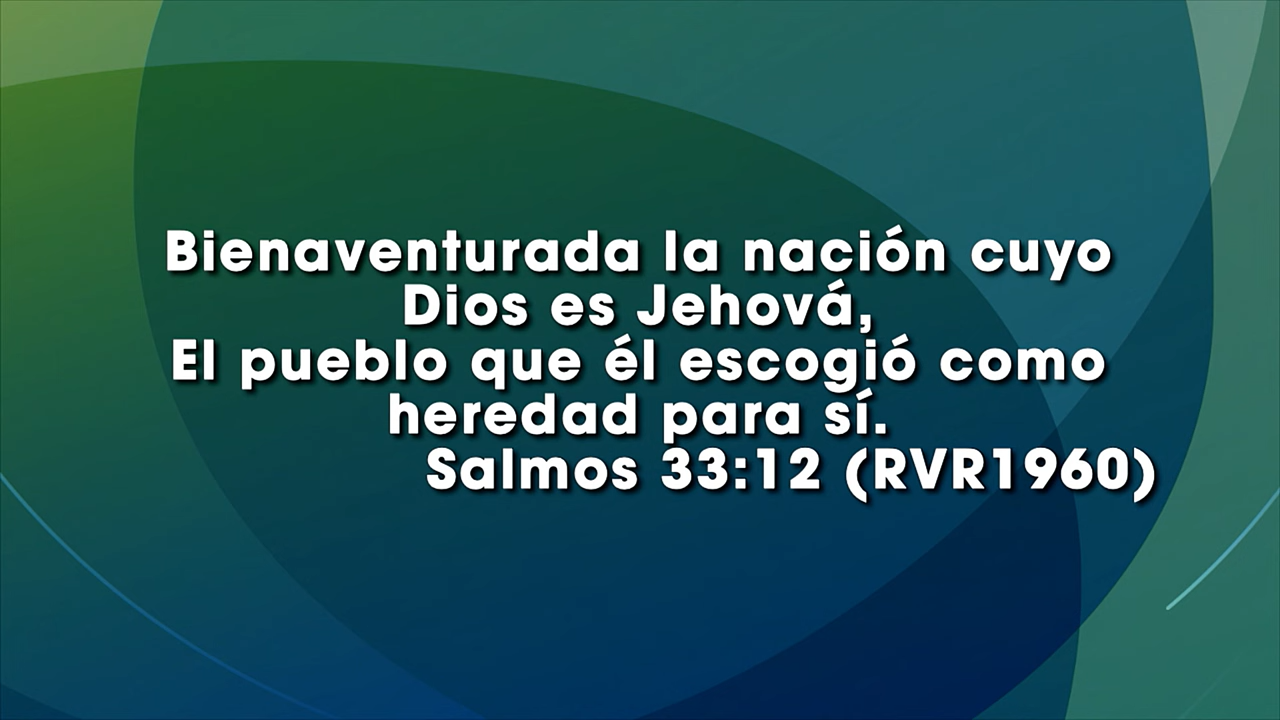 Bienaventurada la nación cuyo
Dios es Jehová,
El pueblo que él escogió como
heredad para sí.
Salmos 33:12 (RVR1960)